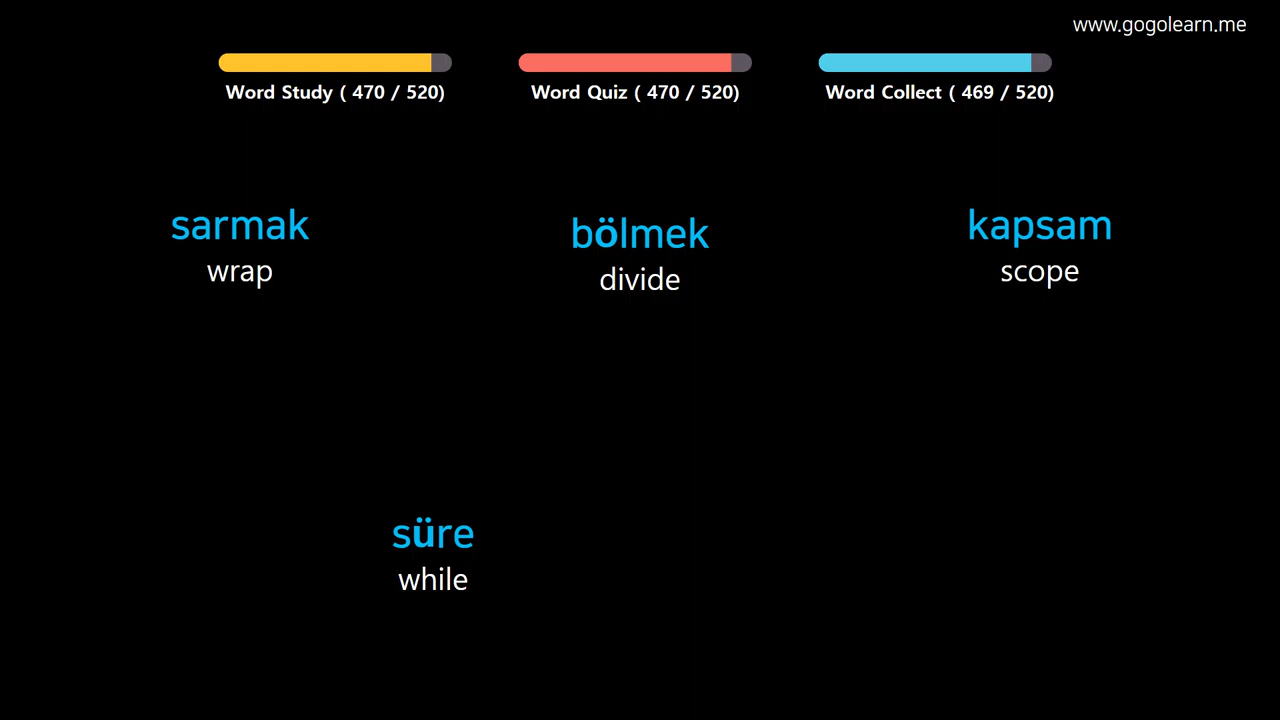 www.gogolearn.me
Word Study ( 470 / 520)
Word Quiz ( 470 / 520)
Word Collect ( 469 / 520)
sarmak
wrap
bölmek
divide
kapsam
scope
süre
while